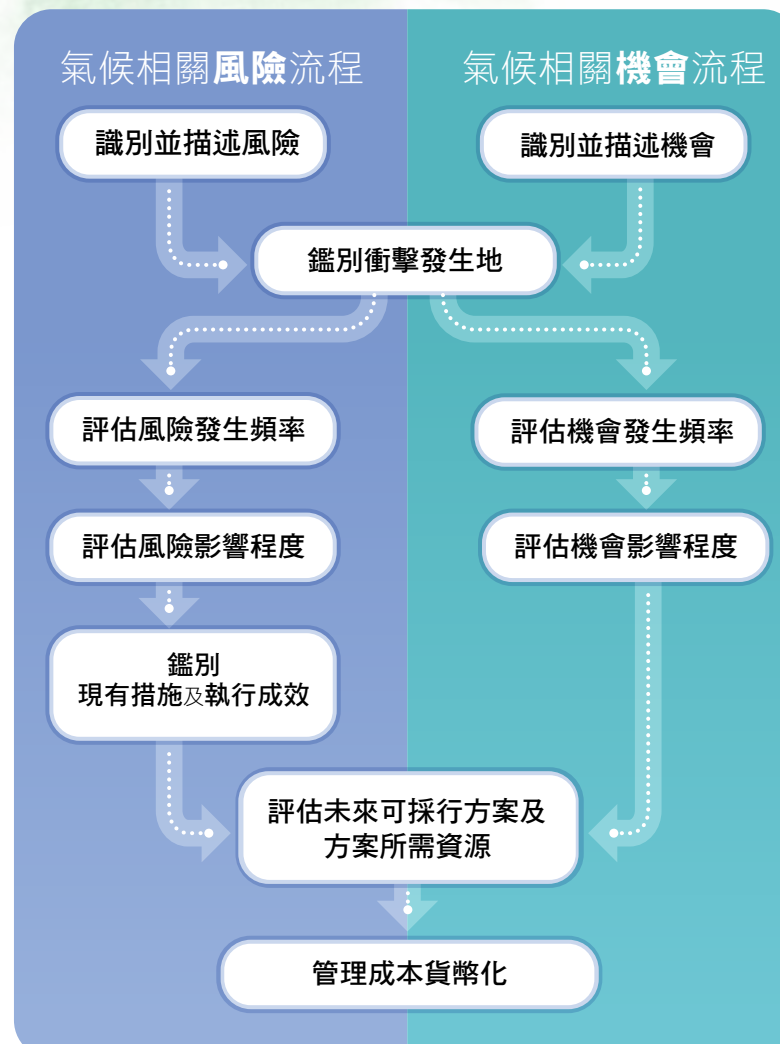 氣候相關風險流程
氣候相關機會流程
識別並描述風險
識別並描述機會
鑑別衝擊發生地
評估風險發生頻率
評估機會發生頻率
評估風險影響程度
評估機會影響程度
鑑別
現有措施及執行成效
評估未來可採行方案及
方案所需資源
管理成本貨幣化